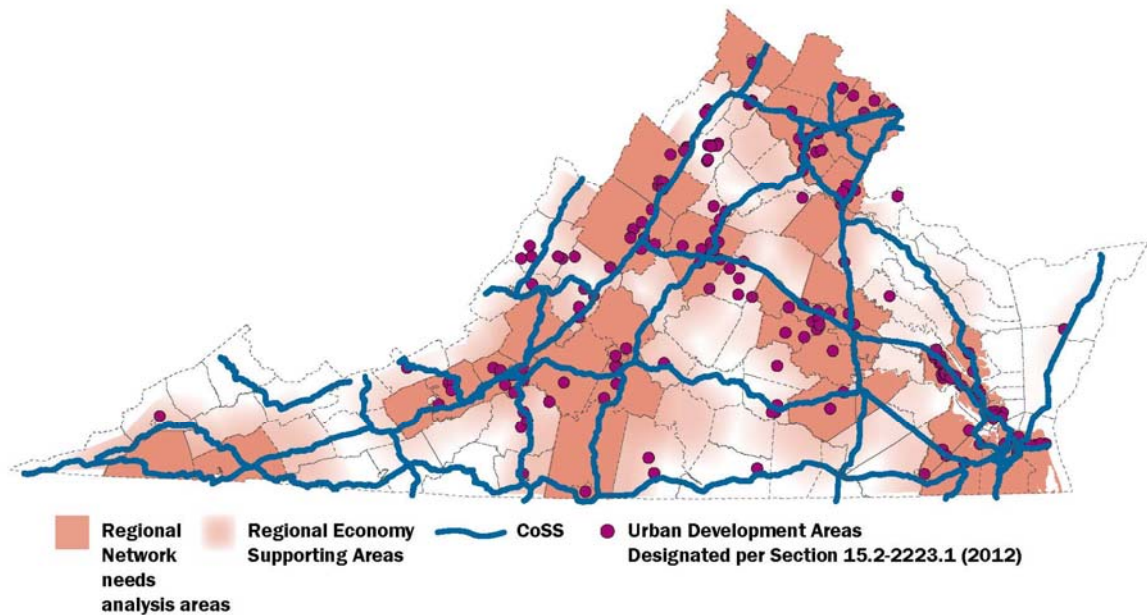 Regional
Network
needs
analysis areas
Regional Economy
Supporting Areas
CoSS
Urban Development Areas
Designated per Section 15.2-2223.1 (2012)